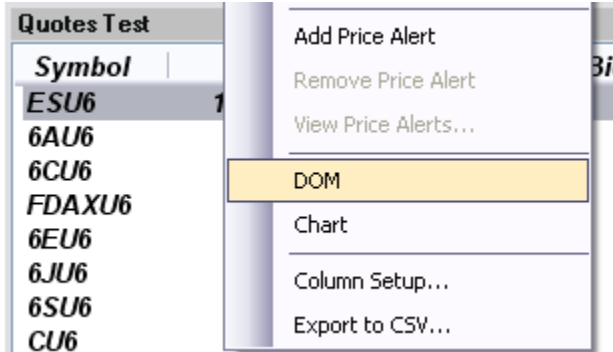 Quotes Test
Symbol
ESU6 1
6AU6
6CU6
FDAXU6
6EU6
6JU6
6SU6
CU6
Add Price Alert
Remove Price Alert
View Price Alerts...
DOM
Chart
Column Setup...
Export to CSV...